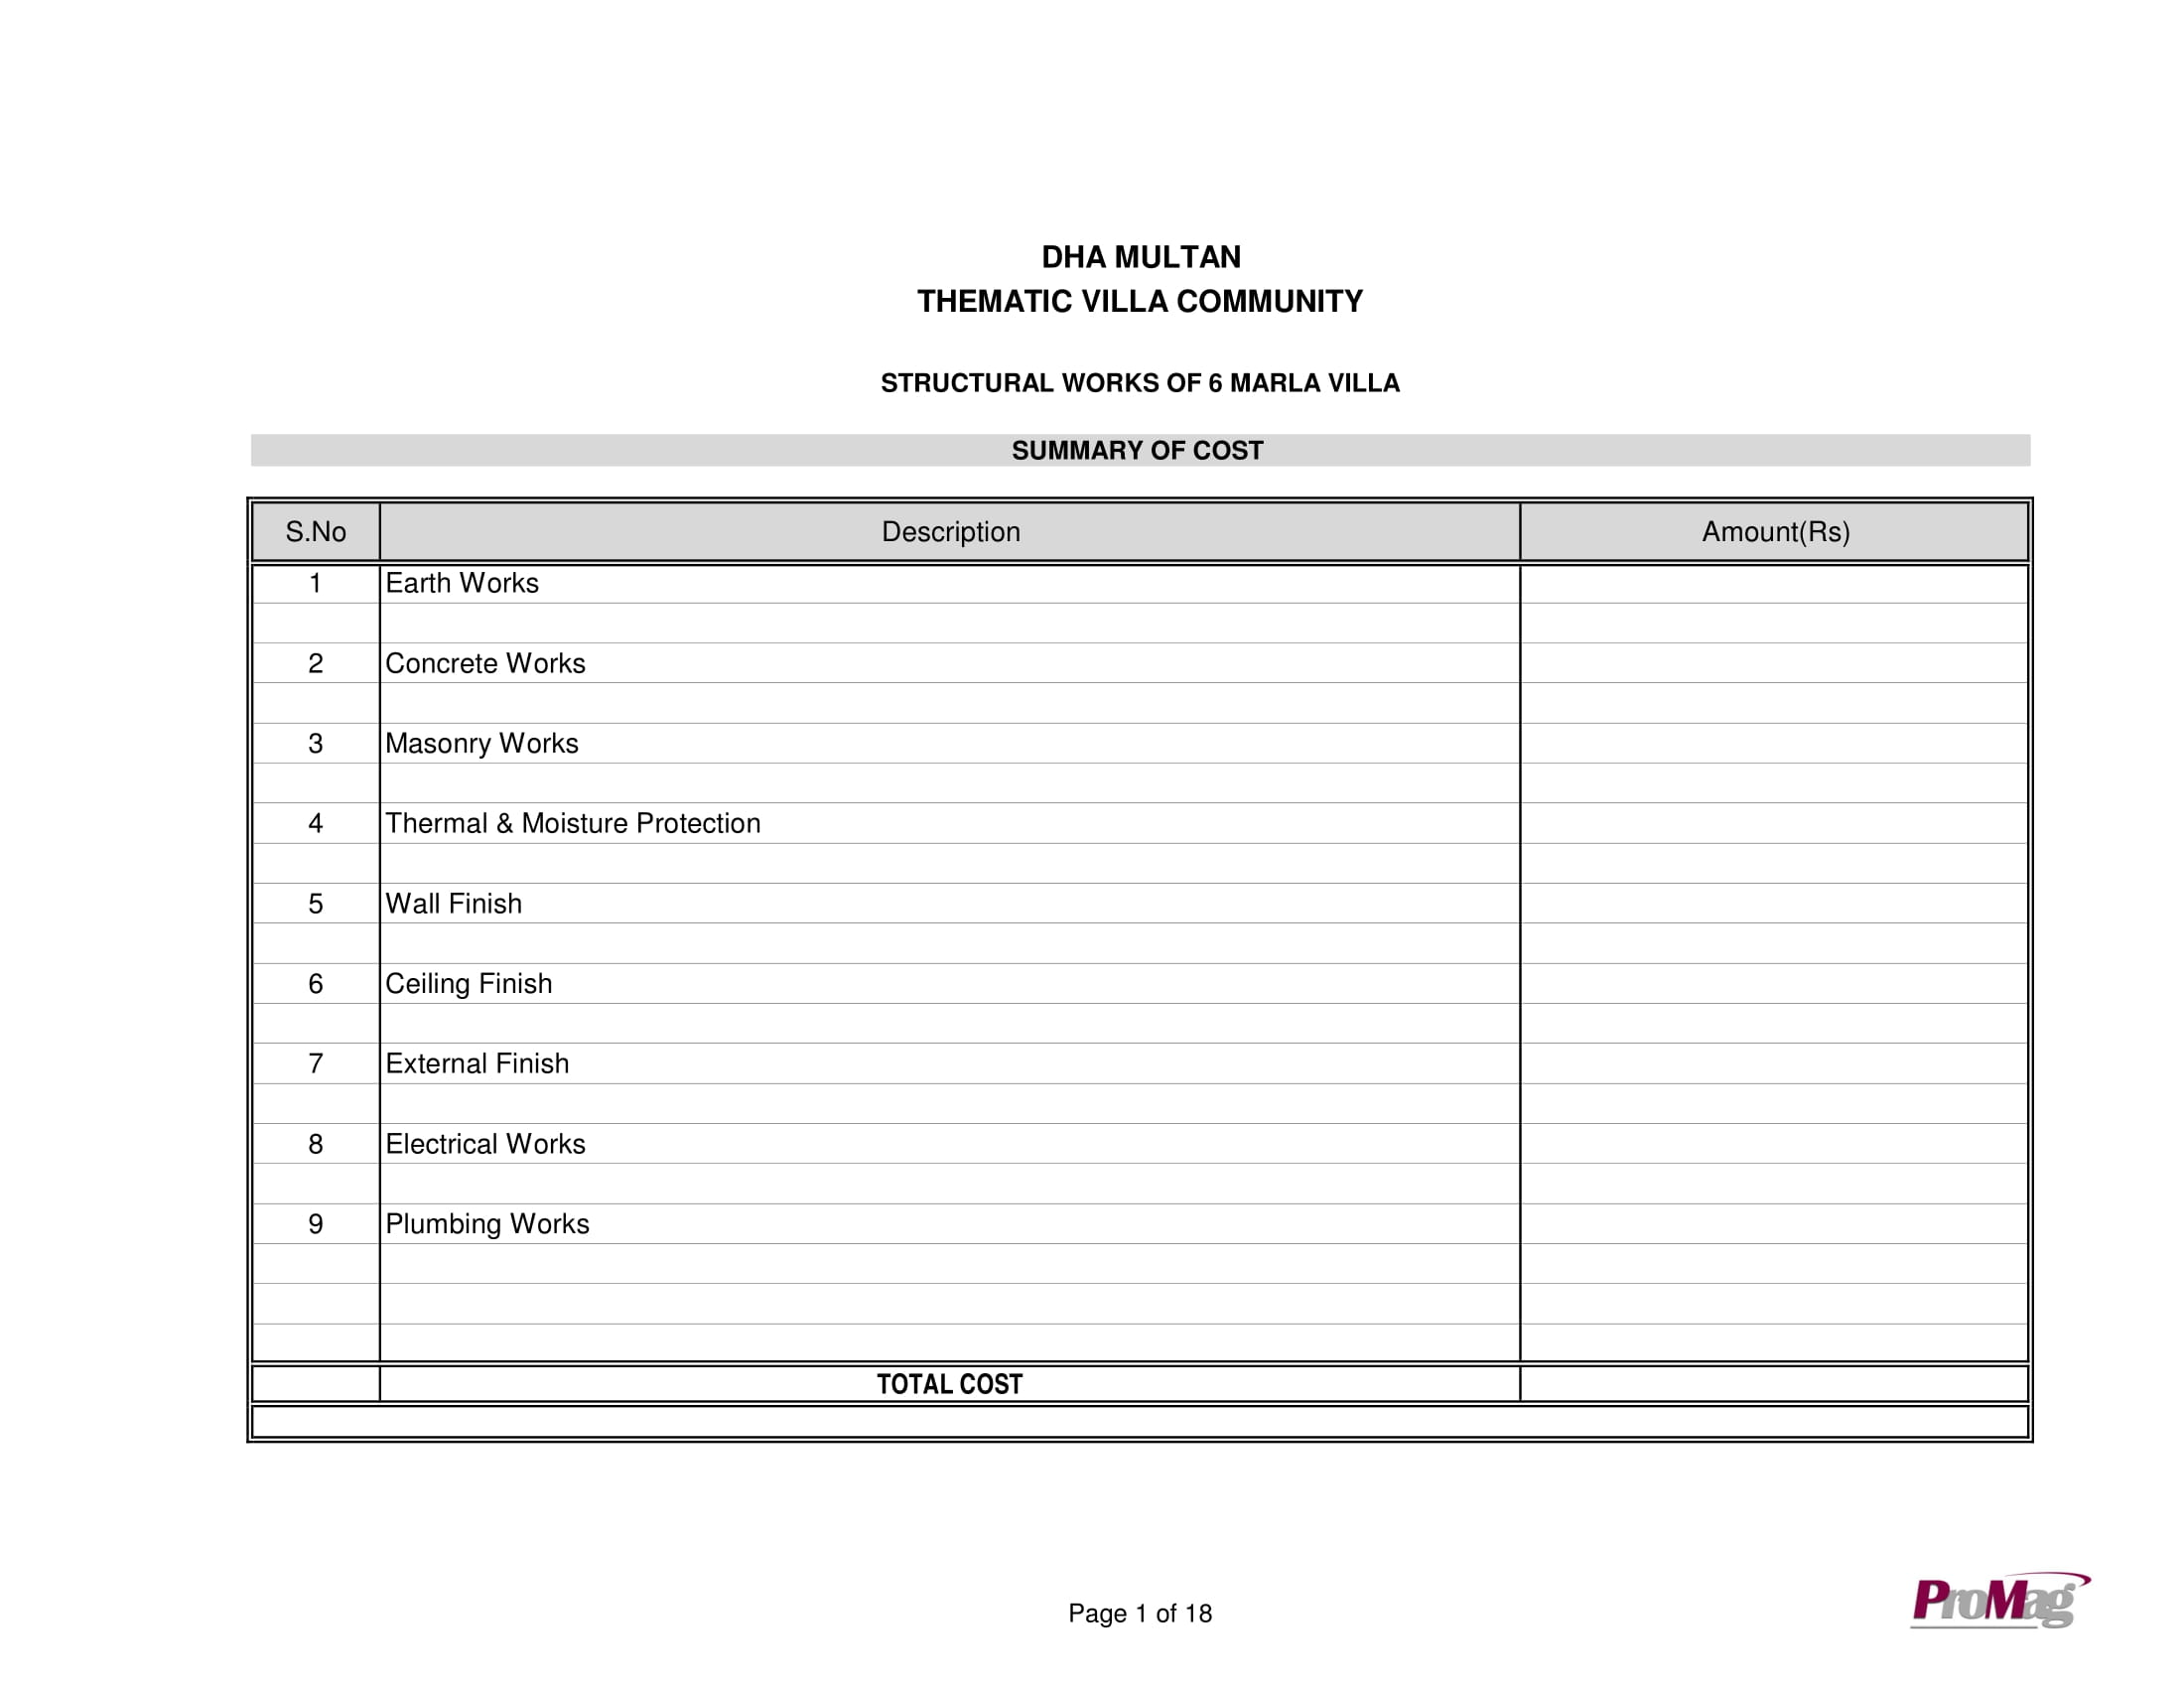 DHA MULTAN
THEMATIC VILLA COMMUNITY
STRUCTURAL WORKS OF 6 MARLA VILLA
SUMMARY OF COST
S.No Description Amount(Rs)
1 Earth Works
2 Concrete Works
3 Masonry Works
4 Thermal & Moisture Protection
5 Wall Finish
6 Ceiling Finish
7 External Finish
8 Electrical Works
9 Plumbing Works
TOTAL COST
Page 1 of 18
ProMag